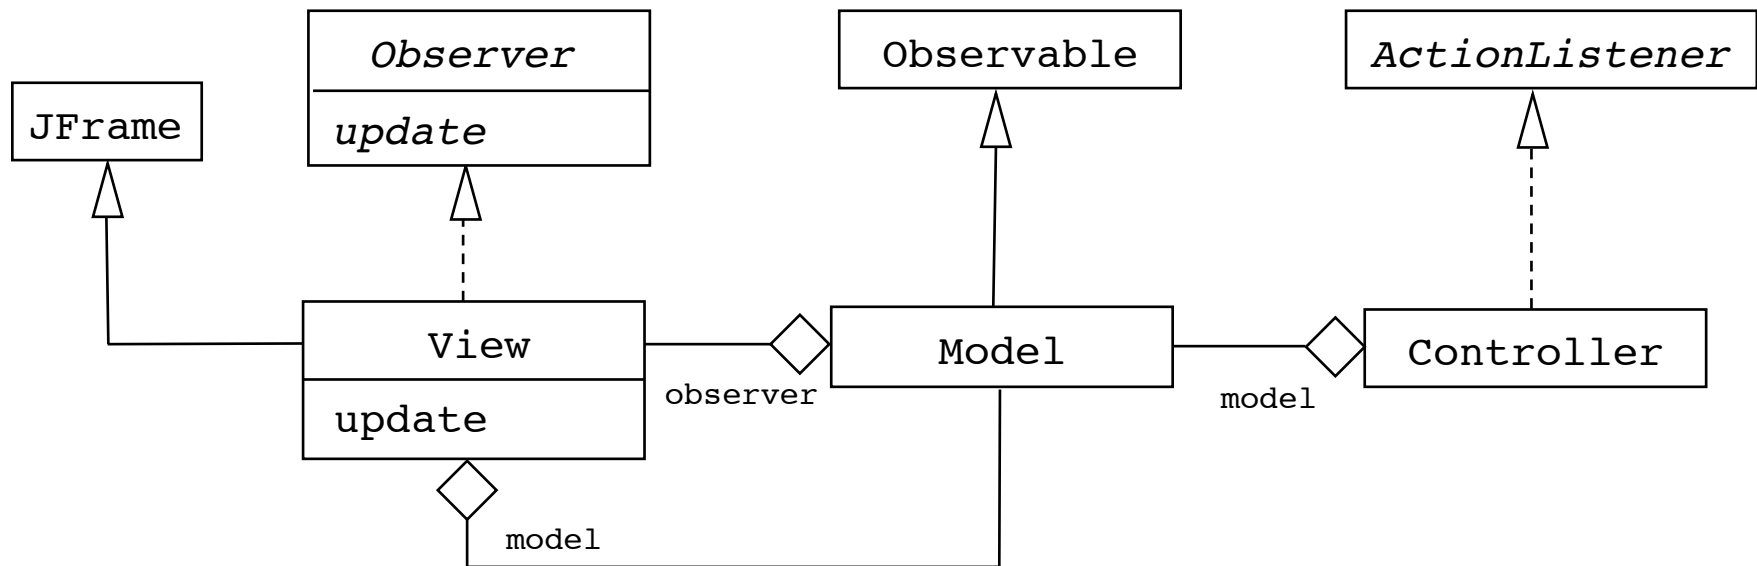 Observer
Observable
ActionListener
JFrame
update
View
Model
Controller
observer
model
update
model